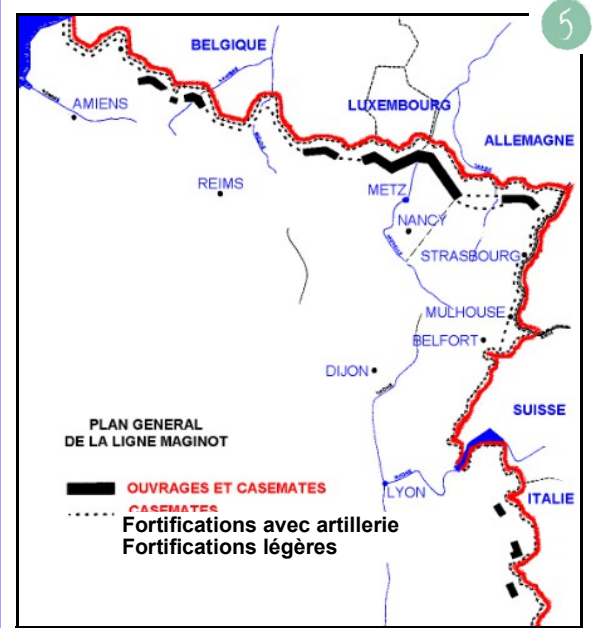 5
BELGIQUE
LUXEMBOURG
AMIENS
ALLEMAGNE
REIMS
METZ
NANCY
STRASBOURG
MULHOUSE
BELFORT
DIJON
SUISSE
PLAN GENERAL
DE LA LIGNE MAGINOT
OUVRAGES ET CASEMATES
LYON
ITALIE
CASEMATES
Fortifications avec artillerie
Fortifications légères